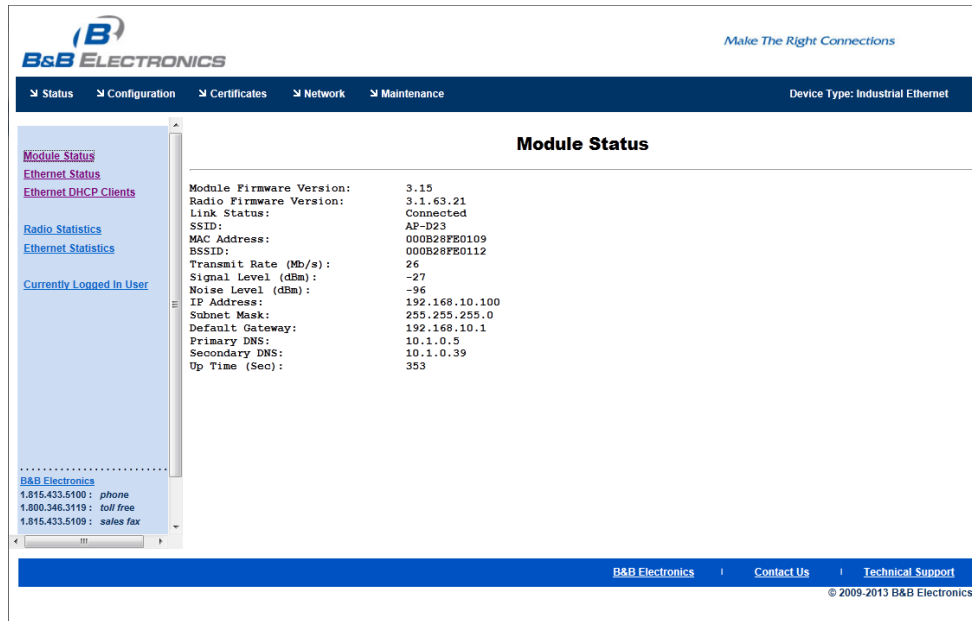 B&B ELECTRONICS
Make The Right Connections
Status Configuration Certificates Network Maintenance Device Type: Industrial Ethernet
Module Status
Ethernet Status
Ethernet DHCP Clients
Radio Statistics
Ethernet Statistics
Currently Logged In User
B&B Electronics
1.815.433.5100 : phone
1.800.346.3119 : toll free
1.815.433.5109 : sales fax
Module Status
Module Firmware Version: 3.15
Radio Firmware Version: 3.1.63.21
Link Status: Connected
SSID: AP-D23
MAC Address: 000B28FE0109
BSSID: 000B28FE0112
Transmit Rate (Mb/s): 26
Signal Level (dBm): -27
Noise Level (dBm): -96
IP Address: 192.168.10.100
Subnet Mask: 255.255.255.0
Default Gateway: 192.168.10.1
Primary DNS: 10.1.0.5
Secondary DNS: 10.1.0.39
Up Time (Sec): 353
B&B Electronics | Contact Us | Technical Support
© 2009-2013 B&B Electronics